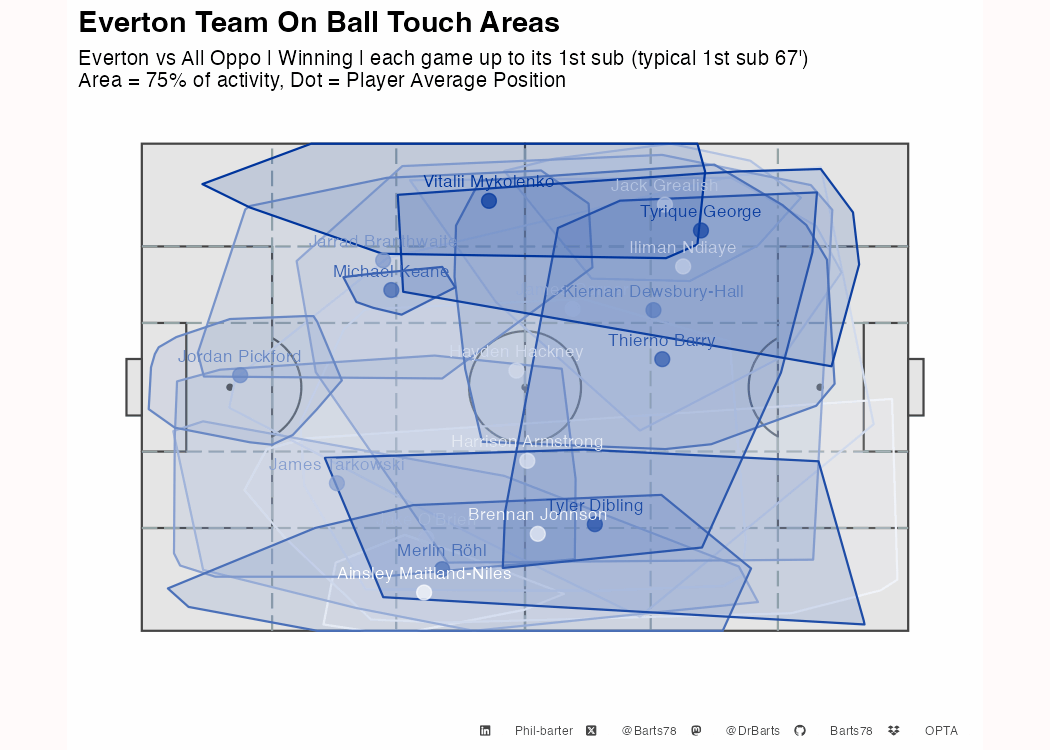 Everton Team On Ball Touch Areas
Everton vs All Oppo | Winning | each game up to its 1st sub (typical 1st sub 67')
Area = 75% of activity, Dot = Player Average Position
Vitalii Mykolenko
Jack Grealish
Tyrique George
Jarrad Branthwaite
Iliman Ndiaye
Michael Keane
Kiernan Dewsbury-Hall
Thierno Barry
Hayden Hackney
Jordan Pickford
Harrison Armstrong
James Tarkowski
Tyler Dibling
Brennan Johnson
Merlin Röhl
Ainsley Maitland-Niles
Phil-barter @Barts78 @DrBarts Barts78 OPTA